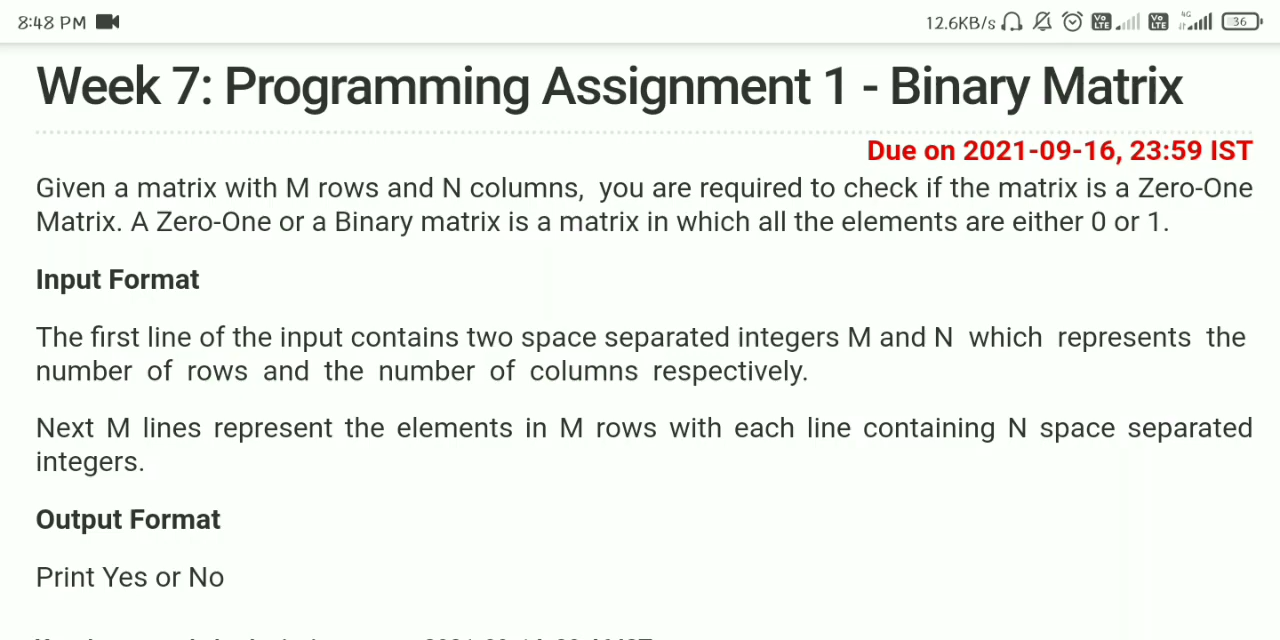 8:48 PM
12.6KB/s Vo LTE Vo LTE 4G 36
Week 7: Programming Assignment 1 - Binary Matrix
Due on 2021-09-16, 23:59 IST
Given a matrix with M rows and N columns, you are required to check if the matrix is a Zero-One
Matrix. A Zero-One or a Binary matrix is a matrix in which all the elements are either 0 or 1.
Input Format
The first line of the input contains two space separated integers M and N which represents the
number of rows and the number of columns respectively.
Next M lines represent the elements in M rows with each line containing N space separated
integers.
Output Format
Print Yes or No